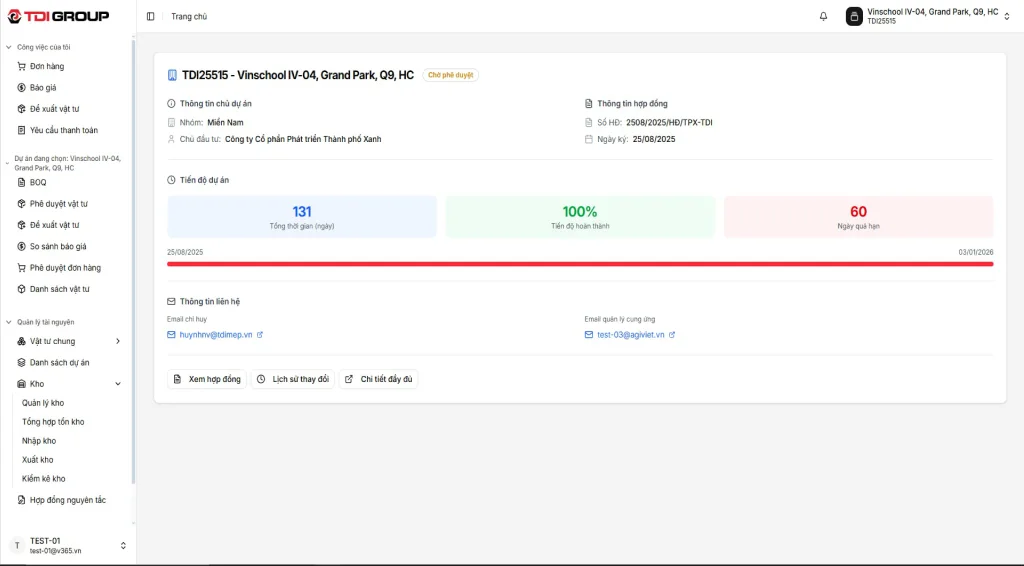 TDI GROUP
Trang chủ
Vinschool IV-04, Grand Park, Q9, HC
TDI25515
Công việc của tôi
Đơn hàng
Báo giá
Đề xuất vật tư
Yêu cầu thanh toán
Dự án đang chọn: Vinschool IV-04,
Grand Park, Q9, HC
BOQ
Phê duyệt vật tư
Đề xuất vật tư
So sánh báo giá
Phê duyệt đơn hàng
Danh sách vật tư
Quản lý tài nguyên
Vật tư chung
Danh sách dự án
Kho
Quản lý kho
Tổng hợp tồn kho
Nhập kho
Xuất kho
Kiểm kê kho
Hợp đồng nguyên tắc
T
TEST-01
test-01@v365.vn
TDI25515 - Vinschool IV-04, Grand Park, Q9, HC
Chờ phê duyệt
Thông tin chủ dự án
Nhóm: Miền Nam
Chủ đầu tư: Công ty Cổ phần Phát triển Thành phố Xanh
Thông tin hợp đồng
Số HĐ: 2508/2025/HĐ/TPX-TDI
Ngày ký: 25/08/2025
Tiến độ dự án
131
Tổng thời gian (ngày)
100%
Tiến độ hoàn thành
60
Ngày quá hạn
25/08/2025
03/01/2026
Thông tin liên hệ
Email chỉ huy
huynhnv@tdimep.vn
Email quản lý cung ứng
test-03@agiviet.vn
Xem hợp đồng
Lịch sử thay đổi
Chi tiết đầy đủ